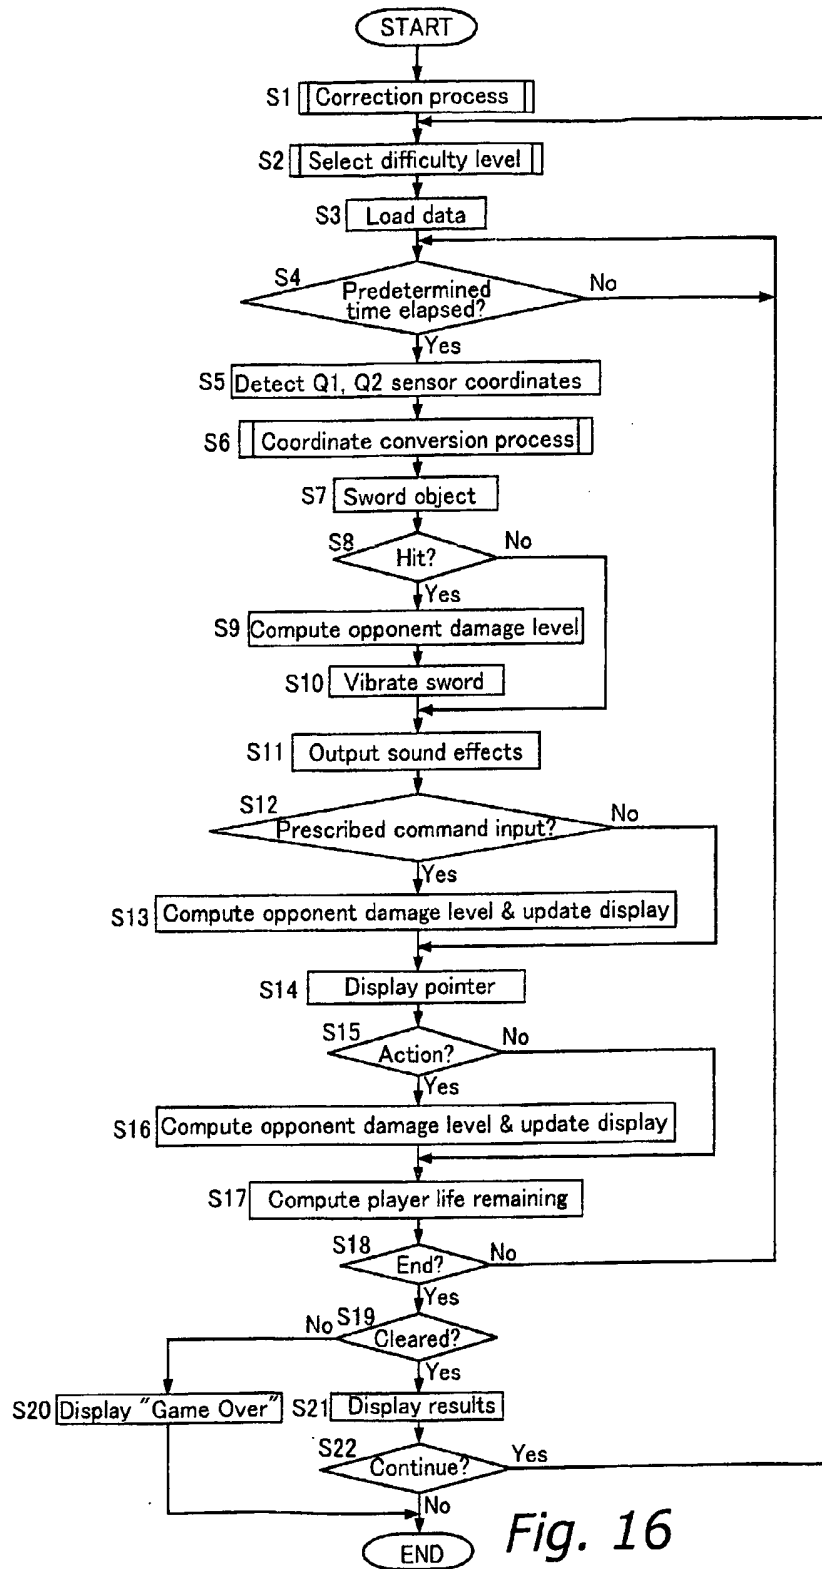 START
S1 Correction process
S2 Select difficulty level
S3 Load data
S4
Predetermined
time elapsed?
No
Yes
S5 Detect Q1, Q2 sensor coordinates
S6 Coordinate conversion process
S7 Sword object
S8
Hit?
No
Yes
S9 Compute opponent damage level
S10 Vibrate sword
S11 Output sound effects
S12
Prescribed command input?
No
Yes
S13 Compute opponent damage level & update display
S14 Display pointer
S15
Action?
No
Yes
S16 Compute opponent damage level & update display
S17 Compute player life remaining
S18
End?
No
Yes
S19
No
Cleared?
Yes
S20 Display "Game Over"
S21 Display results
S22
Continue?
Yes
No
END
Fig. 16